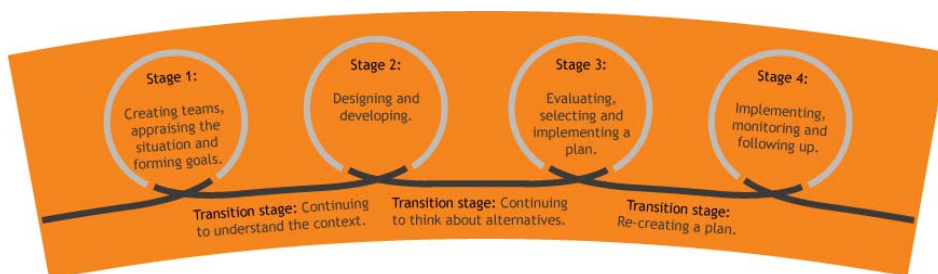 Stage 1:
Creating teams,
appraising the
situation and
forming goals.
Stage 2:
Designing and
developing.
Stage 3:
Evaluating,
selecting and
implementing a
plan.
Stage 4:
Implementing,
monitoring and
following up.
Transition stage: Continuing
to understand the context.
Transition stage: Continuing
to think about alternatives.
Transition stage:
Re-creating a plan.